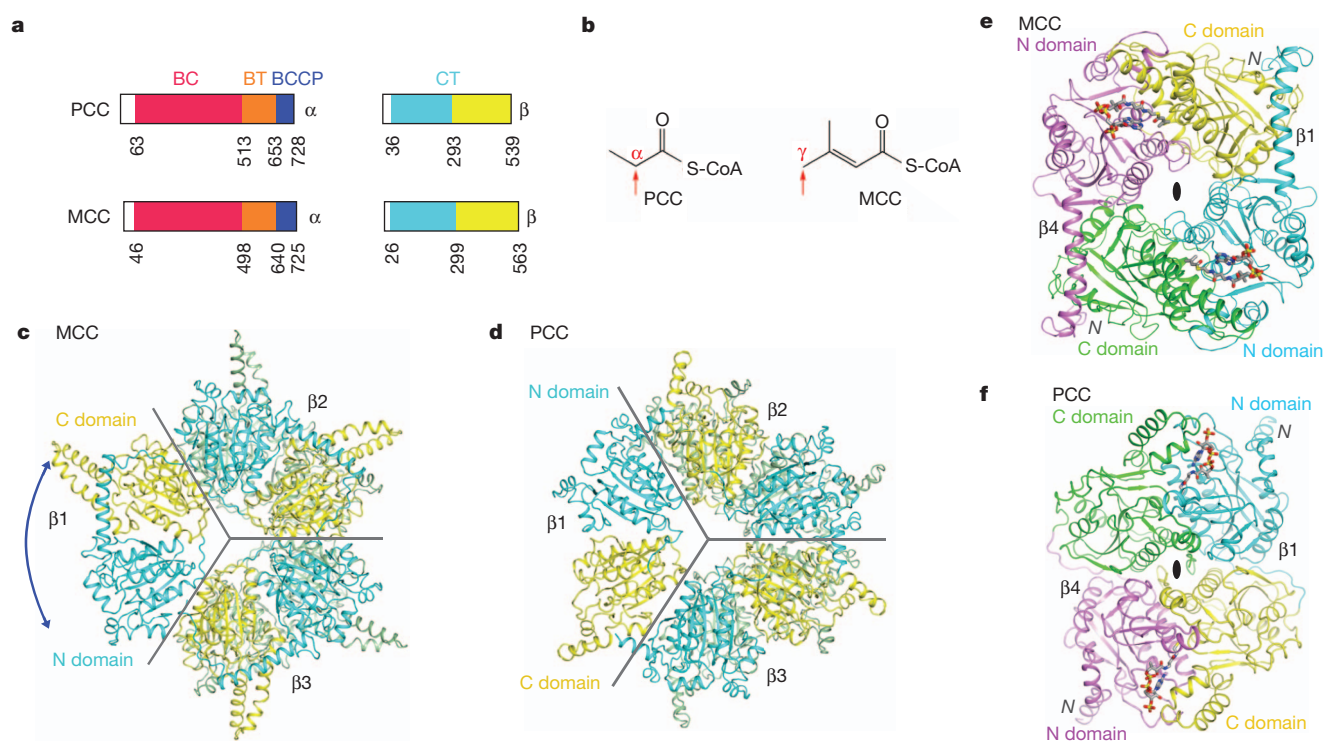 a
BC BT BCCP CT
PCC α β
63 513 653 728 36 293 539
MCC α β
46 498 640 725 26 299 563
b
O
α
S-CoA
PCC
O
γ
S-CoA
MCC
c MCC
C domain
β1
β2
N domain
β3
d PCC
N domain
β2
β1
C domain
β3
e
MCC
N domain
C domain
N
β1
β4
N
C domain
N domain
f
PCC
C domain
N domain
N
β1
β4
N
N domain
C domain